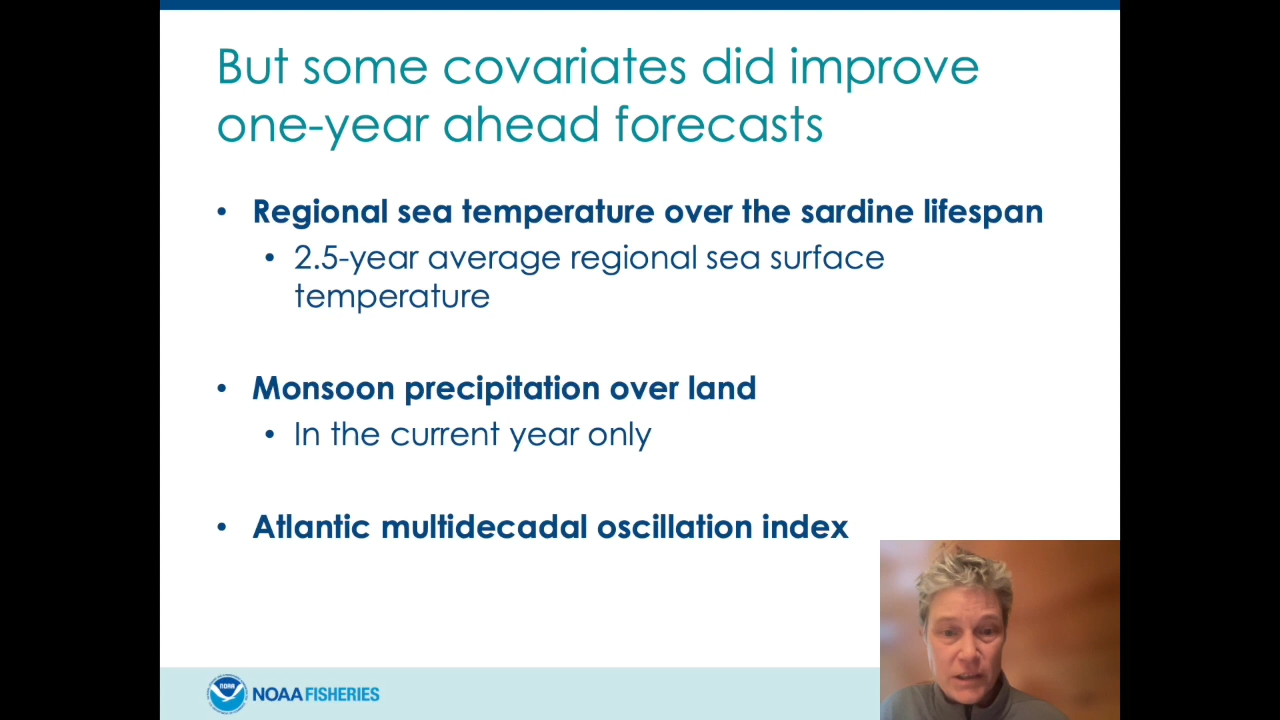 But some covariates did improve
one-year ahead forecasts
• Regional sea temperature over the sardine lifespan
• 2.5-year average regional sea surface
temperature
• Monsoon precipitation over land
• In the current year only
• Atlantic multidecadal oscillation index
NOAA
NOAA FISHERIES